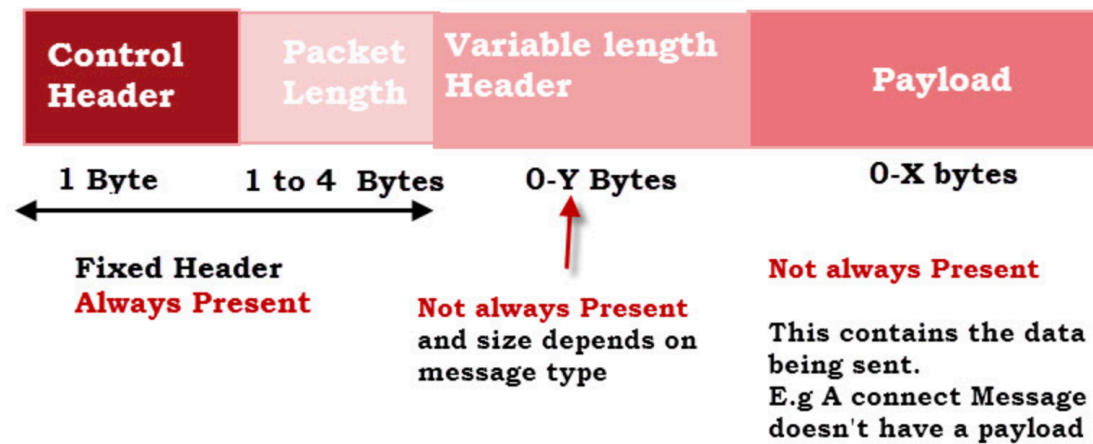 Control
Header
Packet
Length
Variable length
Header
Payload
1 Byte
1 to 4 Bytes
0-Y Bytes
0-X bytes
Fixed Header
Always Present
Not always Present
and size depends on
message type
Not always Present
This contains the data
being sent.
E.g A connect Message
doesn't have a payload